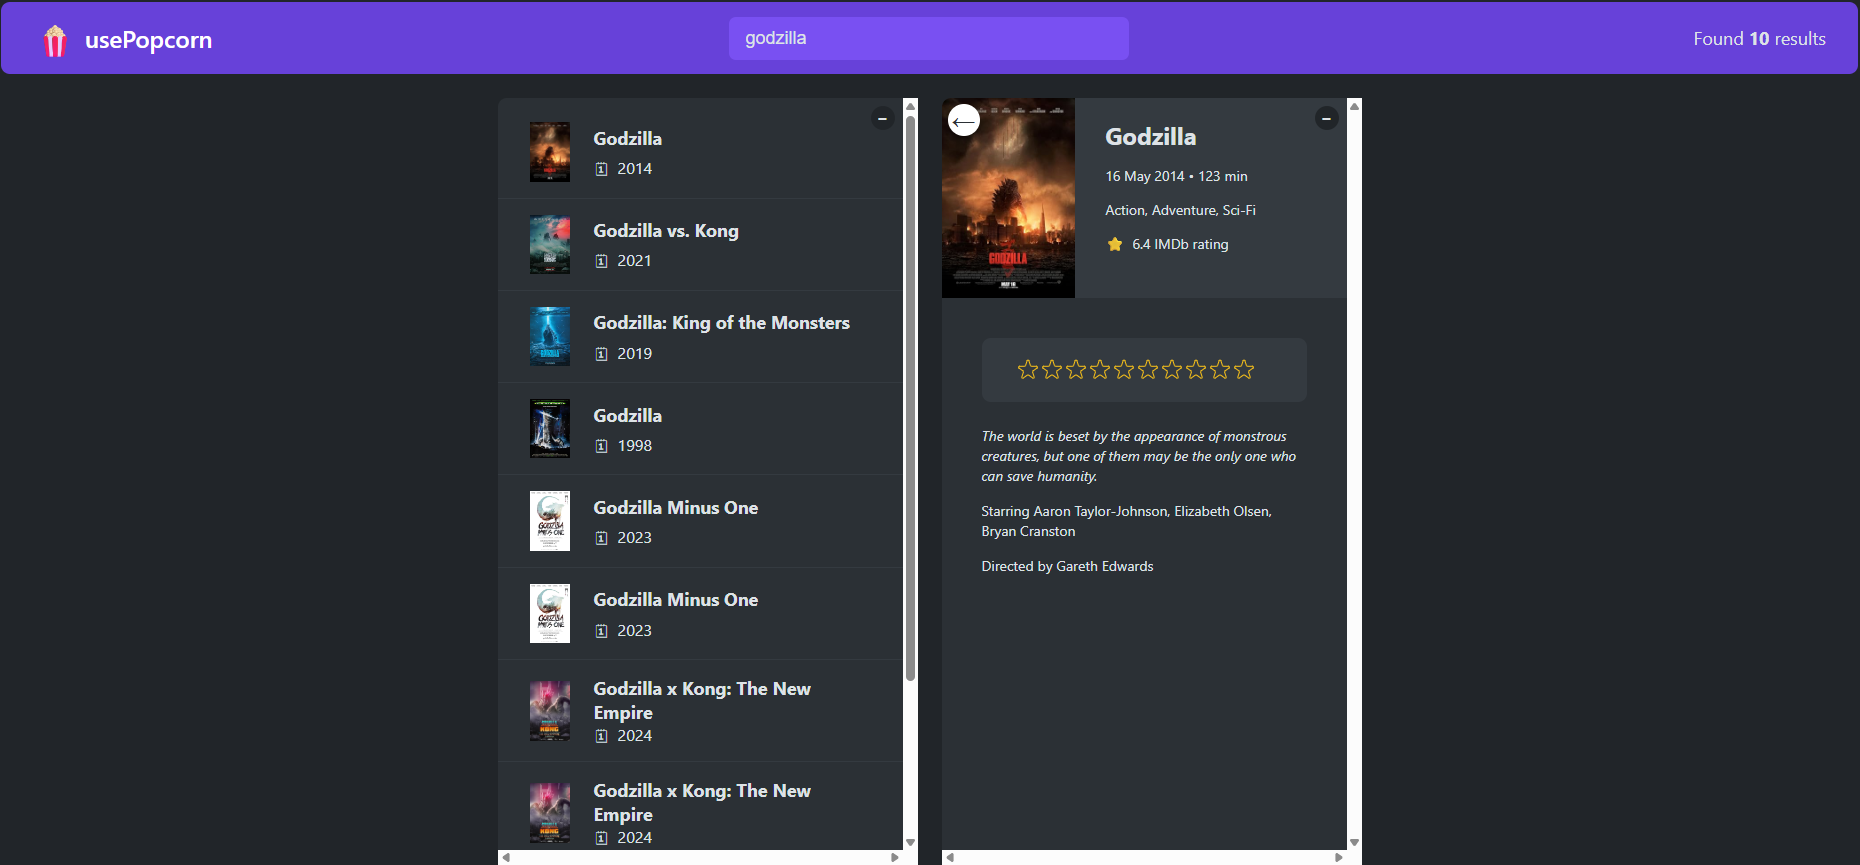 usePopcorn
godzilla
Found 10 results
Godzilla
2014
Godzilla vs. Kong
2021
Godzilla: King of the Monsters
2019
Godzilla
1998
Godzilla Minus One
2023
Godzilla Minus One
2023
Godzilla x Kong: The New
Empire
2024
Godzilla x Kong: The New
Empire
2024
GODZILLA
Godzilla
16 May 2014 • 123 min
Action, Adventure, Sci-Fi
6.4 IMDb rating
The world is beset by the appearance of monstrous
creatures, but one of them may be the only one who
can save humanity.
Starring Aaron Taylor-Johnson, Elizabeth Olsen,
Bryan Cranston
Directed by Gareth Edwards